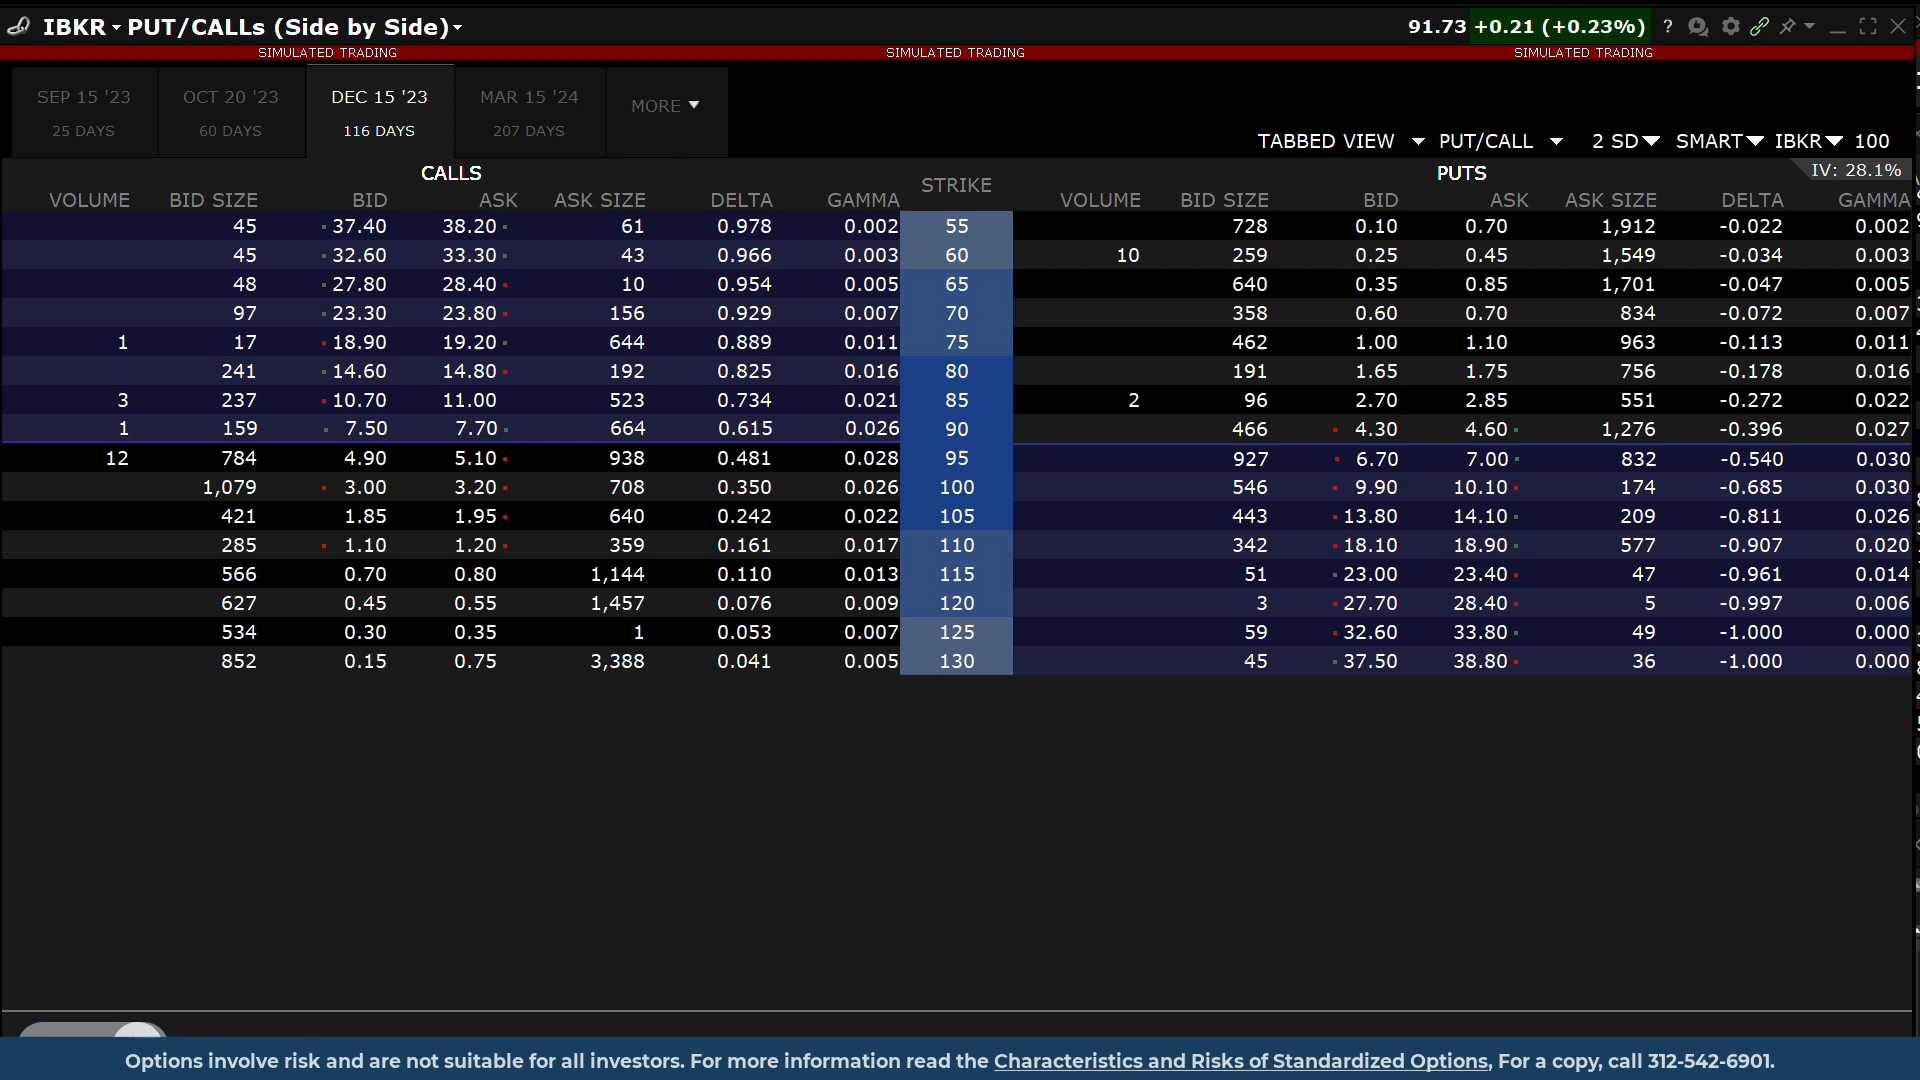 IBKR PUT/CALLs (Side by Side) 91.73 +0.21 (+0.23%) ?
SIMULATED TRADING SIMULATED TRADING SIMULATED TRADING
SEP 15 '23 OCT 20 '23 DEC 15 '23 MAR 15 '24 MORE
25 DAYS 60 DAYS 116 DAYS 207 DAYS
TABBED VIEW PUT/CALL 2 SD SMART IBKR 100
CALLS STRIKE PUTS IV: 28.1%
VOLUME BID SIZE BID ASK ASK SIZE DELTA GAMMA VOLUME BID SIZE BID ASK ASK SIZE DELTA GAMMA
45 37.40 38.20 61 0.978 0.002 55 728 0.10 0.70 1,912 -0.022 0.002
45 32.60 33.30 43 0.966 0.003 60 10 259 0.25 0.45 1,549 -0.034 0.003
48 27.80 28.40 10 0.954 0.005 65 640 0.35 0.85 1,701 -0.047 0.005
97 23.30 23.80 156 0.929 0.007 70 358 0.60 0.70 834 -0.072 0.007
1 17 18.90 19.20 644 0.889 0.011 75 462 1.00 1.10 963 -0.113 0.011
241 14.60 14.80 192 0.825 0.016 80 191 1.65 1.75 756 -0.178 0.016
3 237 10.70 11.00 523 0.734 0.021 85 2 96 2.70 2.85 551 -0.272 0.022
1 159 7.50 7.70 664 0.615 0.026 90 466 4.30 4.60 1,276 -0.396 0.027
12 784 4.90 5.10 938 0.481 0.028 95 927 6.70 7.00 832 -0.540 0.030
1,079 3.00 3.20 708 0.350 0.026 100 546 9.90 10.10 174 -0.685 0.030
421 1.85 1.95 640 0.242 0.022 105 443 13.80 14.10 209 -0.811 0.026
285 1.10 1.20 359 0.161 0.017 110 342 18.10 18.90 577 -0.907 0.020
566 0.70 0.80 1,144 0.110 0.013 115 51 23.00 23.40 47 -0.961 0.014
627 0.45 0.55 1,457 0.076 0.009 120 3 27.70 28.40 5 -0.997 0.006
534 0.30 0.35 1 0.053 0.007 125 59 32.60 33.80 49 -1.000 0.000
852 0.15 0.75 3,388 0.041 0.005 130 45 37.50 38.80 36 -1.000 0.000
Options involve risk and are not suitable for all investors. For more information read the Characteristics and Risks of Standardized Options, For a copy, call 312-542-6901.